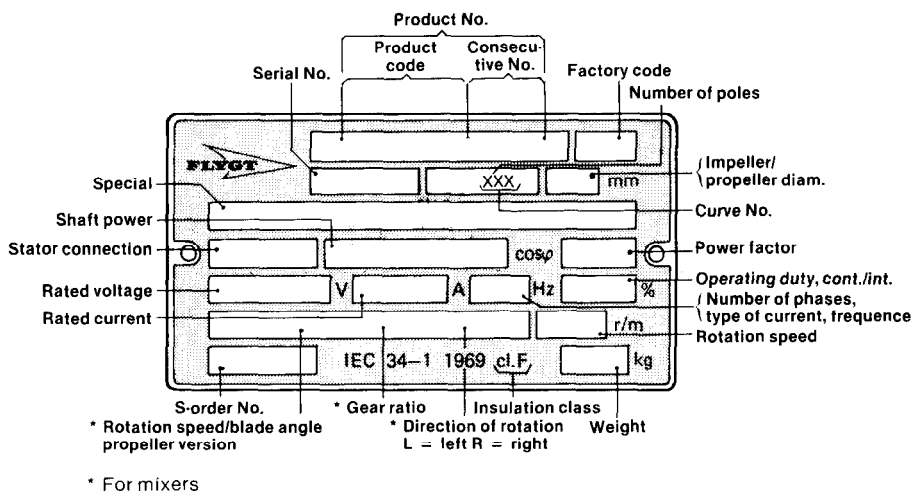 Product No.
Product code
Consecu-tive No.
Serial No.
Factory code
Number of poles
FLYGT
XXX
mm
Impeller/
propeller diam.
Special
Curve No.
Shaft power
Stator connection
cosφ
Power factor
Operating duty, cont./int.
Rated voltage
V
A
Hz
%
Number of phases,
type of current, frequence
Rated current
r/m
Rotation speed
IEC 34-1 1969 cl.F
kg
S-order No.
* Gear ratio
Insulation class
* Rotation speed/blade angle
propeller version
* Direction of rotation
L = left R = right
Weight
* For mixers